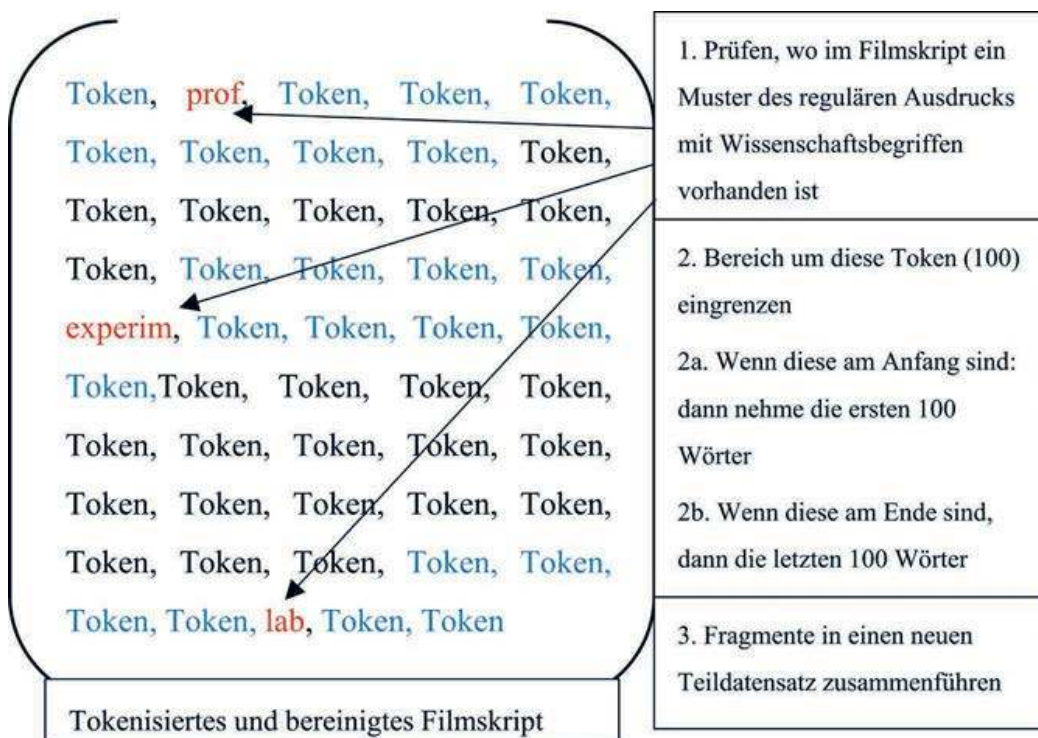 Token, prof, Token, Token, Token,
Token, Token, Token, Token, Token,
Token, Token, Token, Token, Token,
Token, Token, Token, Token, Token,
experim, Token, Token, Token, Token,
Token,Token, Token, Token, Token,
Token, Token, Token, Token, Token,
Token, Token, Token, Token, Token,
Token, Token, Token, Token, Token,
Token, Token, lab, Token, Token
Tokenisiertes und bereinigtes Filmskript
1. Prüfen, wo im Filmskript ein
Muster des regulären Ausdrucks
mit Wissenschaftsbegriffen
vorhanden ist
2. Bereich um diese Token (100)
eingrenzen
2a. Wenn diese am Anfang sind:
dann nehme die ersten 100
Wörter
2b. Wenn diese am Ende sind,
dann die letzten 100 Wörter
3. Fragmente in einen neuen
Teildatensatz zusammenführen